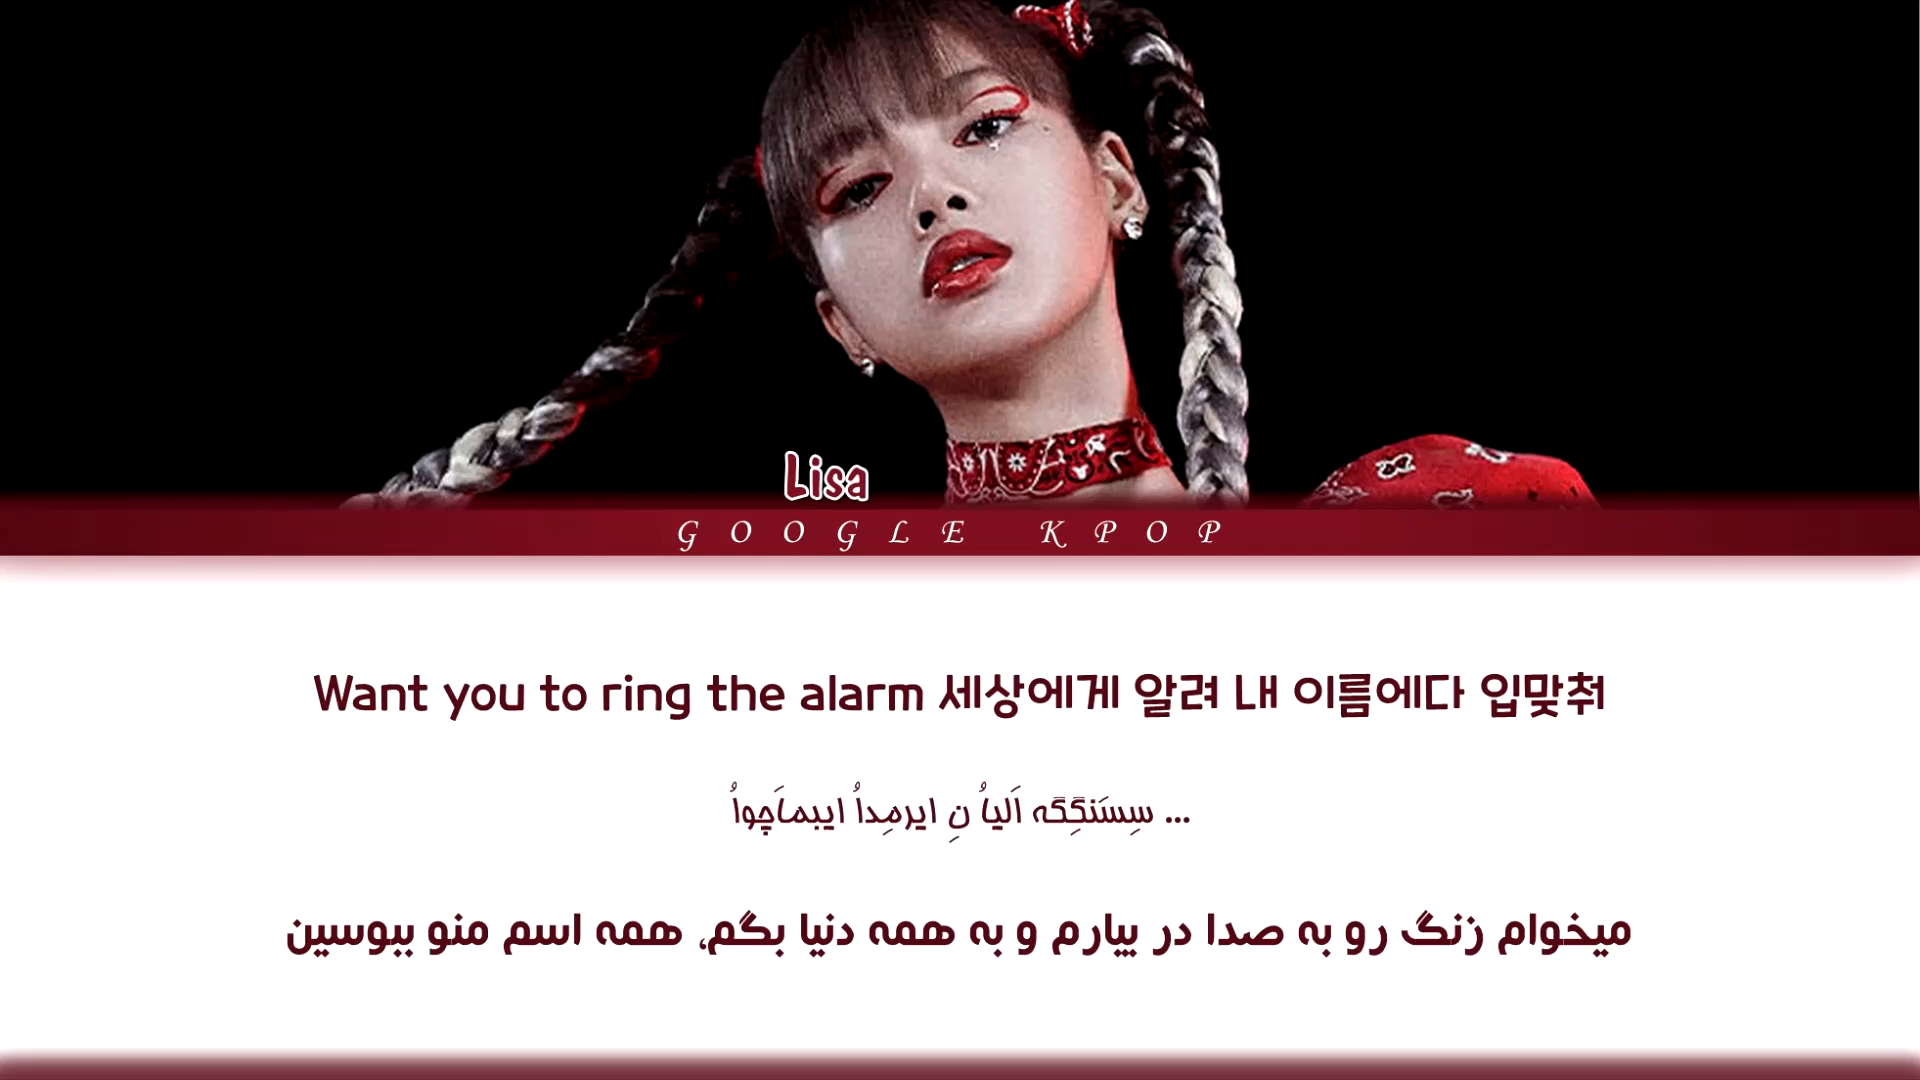 Lisa
GOOGLE KPOP
Want you to ring the alarm 세상에게 알려 내 이름에다 입맞춰
... سِسَنگِگه اَلیاُ نِ ایرمِداُ ایبماَچواُ
میخوام زنگ رو به صدا در بیارم و به همه دنیا بگم، همه اسم منو ببوسین